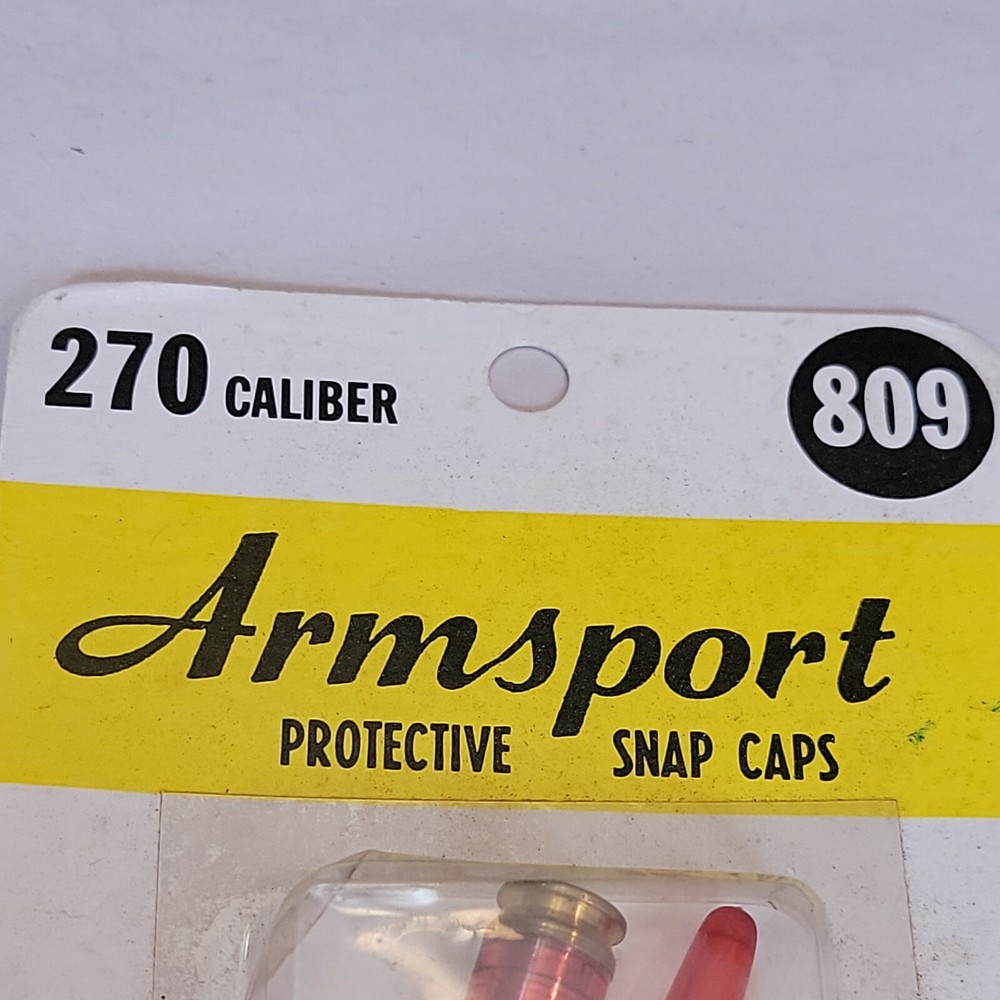 270 CALIBER
809
Armsport
PROTECTIVE SNAP CAPS